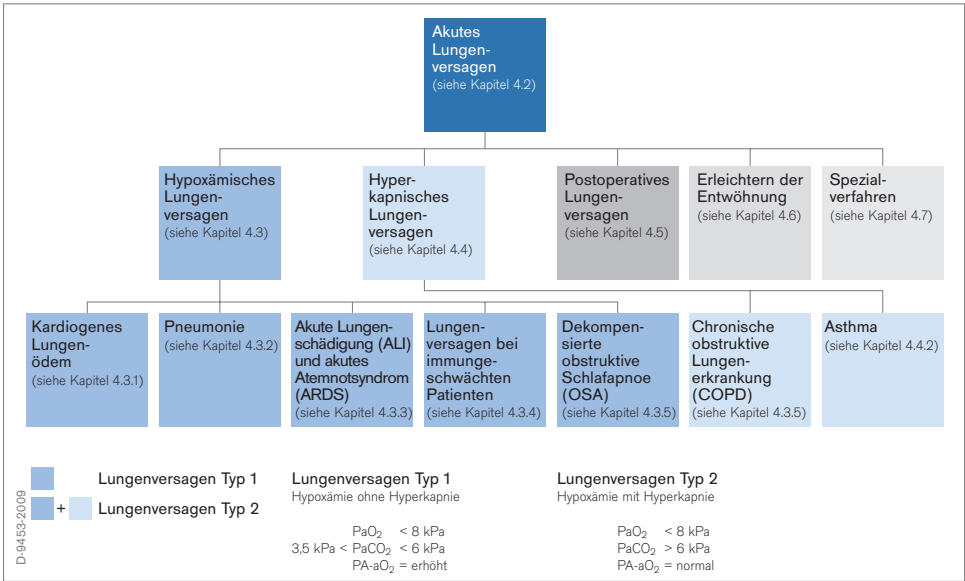 Akutes
Lungen-
versagen
(siehe Kapitel 4.2)
Hypoxämisches
Lungen-
versagen
(siehe Kapitel 4.3)
Hyper-
kapnisches
Lungen-
versagen
(siehe Kapitel 4.4)
Postoperatives
Lungen-
versagen
(siehe Kapitel 4.5)
Erleichtern der
Entwöhnung
(siehe Kapitel 4.6)
Spezial-
verfahren
(siehe Kapitel 4.7)
Kardiogenes
Lungen-
ödem
(siehe Kapitel 4.3.1)
Pneumonie
(siehe Kapitel 4.3.2)
Akute Lungen-
schädigung (ALI)
und akutes
Atemnotsyndrom
(ARDS)
(siehe Kapitel 4.3.3)
Lungen-
versagen bei
immunge-
schwächten
Patienten
(siehe Kapitel 4.3.4)
Dekompen-
sierte
obstruktive
Schlafapnoe
(OSA)
(siehe Kapitel 4.3.5)
Chronische
obstruktive
Lungen-
erkrankung
(COPD)
(siehe Kapitel 4.3.5)
Asthma
(siehe Kapitel 4.4.2)
Lungenversagen Typ 1
+ Lungenversagen Typ 2
Lungenversagen Typ 1
Hypoxämie ohne Hyperkapnie
PaO₂ < 8 kPa
3,5 kPa < PaCO₂ < 6 kPa
PA-aO₂ = erhöht
Lungenversagen Typ 2
Hypoxämie mit Hyperkapnie
PaO₂ < 8 kPa
PaCO₂ > 6 kPa
PA-aO₂ = normal
D-9453-2009